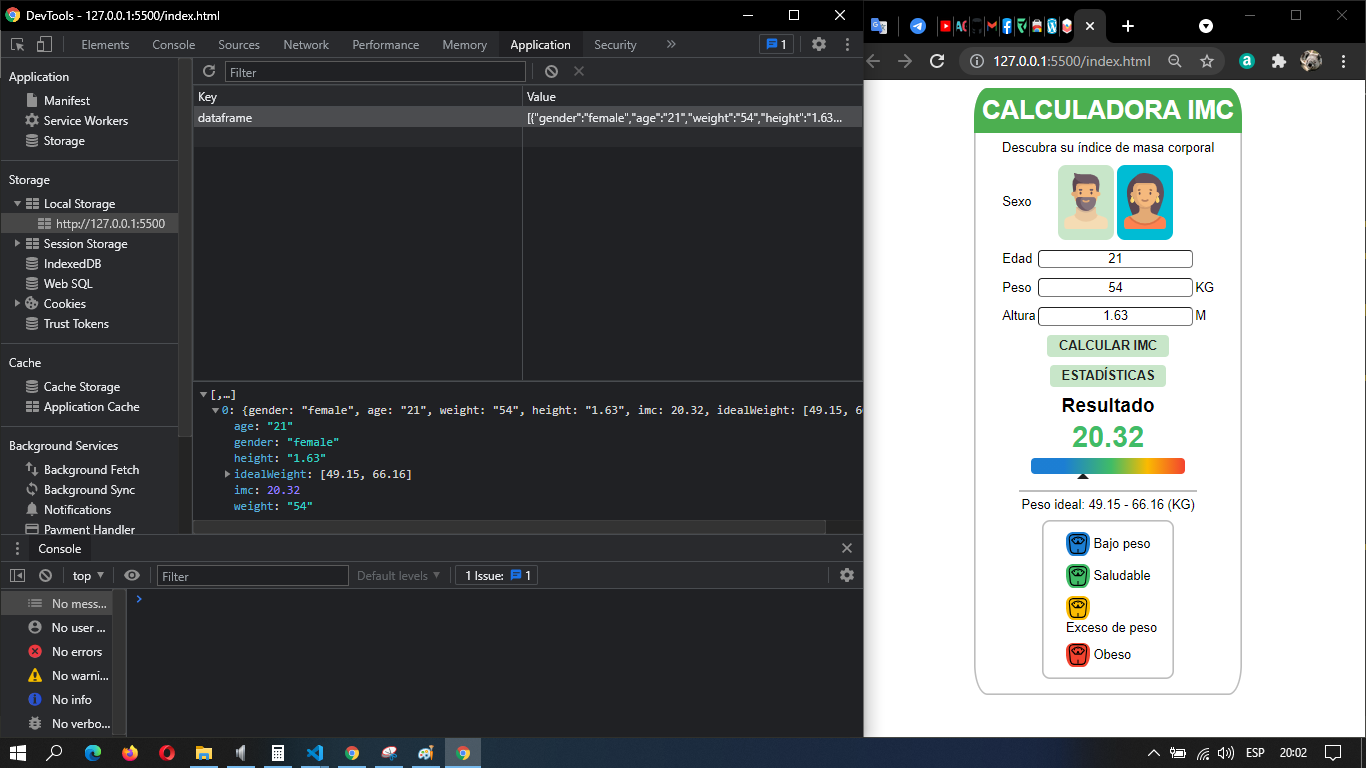 DevTools - 127.0.0.1:5500/index.html
Elements Console Sources Network Performance Memory Application Security » 1
Application
Manifest
Service Workers
Storage
Storage
Local Storage
http://127.0.0.1:5500
Session Storage
IndexedDB
Web SQL
Cookies
Trust Tokens
Cache
Cache Storage
Application Cache
Background Services
Background Fetch
Background Sync
Notifications
Payment Handler
Filter
Key Value
dataframe [{"gender":"female","age":"21","weight":"54","height":"1.63...
[,…]
0: {gender: "female", age: "21", weight: "54", height: "1.63", imc: 20.32, idealWeight: [49.15, 66
age: "21"
gender: "female"
height: "1.63"
idealWeight: [49.15, 66.16]
imc: 20.32
weight: "54"
Console
top Filter Default levels 1 Issue: 1
No mess...
No user ...
No errors
No warni...
No info
No verbo...
127.0.0.1:5500/index.html
CALCULADORA IMC
Descubra su índice de masa corporal
Sexo
Edad 21
Peso 54 KG
Altura 1.63 M
CALCULAR IMC
ESTADÍSTICAS
Resultado
20.32
Peso ideal: 49.15 - 66.16 (KG)
Bajo peso
Saludable
Exceso de peso
Obeso
ESP 20:02